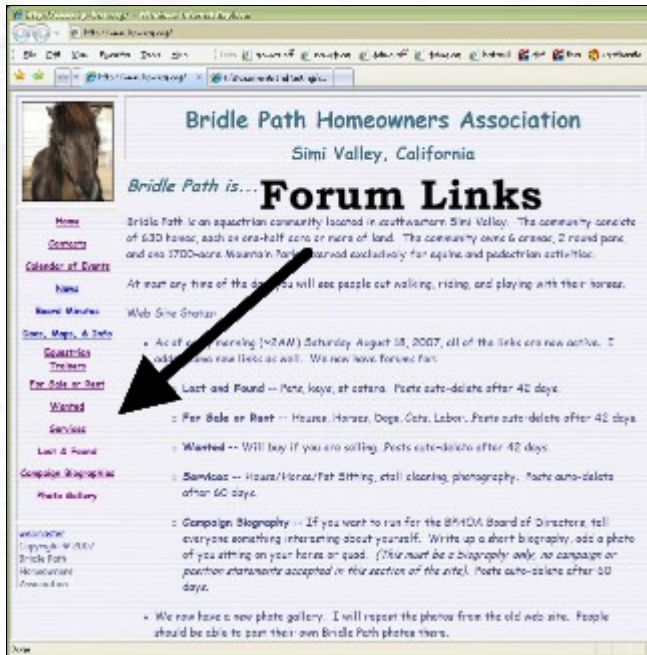 Bridle Path Homeowners Association
Simi Valley, California
Bridle Path is...
Forum Links
Home
Contacts
Calendar of Events
News
Board Minutes
Docs, Maps, & Info
Equestrian
Trainers
For Sale or Rent
Wanted
Services
Lost & Found
Campaign Biographies
Photo Gallery
webmaster
Copyright © 2007
Bridle Path
Homeowners
Association
Bridle Path is an equestrian community located in southwestern Simi Valley. The community consists
of 630 homes, each on one-half acre or more of land. The community owns 6 arenas, 2 round pens,
and one 1700-acre Mountain Park reserved exclusively for equine and pedestrian activities.
At most any time of the day you will see people out walking, riding, and playing with their horses.
Web Site Status
As of early morning (~2AM) Saturday August 18, 2007, all of the links are now active. I
added some new links as well. We now have forums for:
Lost and Found -- Pets, keys, et cetera. Posts auto-delete after 42 days.
For Sale or Rent -- Houses, Horses, Dogs, Cats, Labor. Posts auto-delete after 42 days.
Wanted -- Will buy if you are selling. Posts auto-delete after 42 days.
Services -- House/Horse/Pet Sitting, stall cleaning, photography. Posts auto-delete
after 60 days.
Campaign Biography -- If you want to run for the BPHOA Board of Directors, tell
everyone something interesting about yourself. Write up a short biography, add a photo
of you sitting on your horse or quad. (This must be a biography only, no campaign or
position statements accepted in this section of the site). Posts auto-delete after 60
days.
We now have a new photo gallery. I will repost the photos from the old web site. People
should be able to post their own Bridle Path photos there.
Done